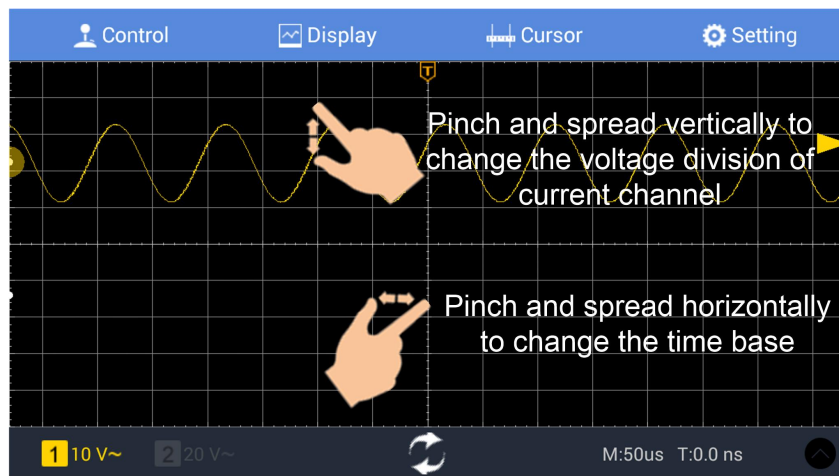 Control Display Cursor Setting
T
Pinch and spread vertically to
change the voltage division of
current channel
Pinch and spread horizontally
to change the time base
1 10 V~ 2 20 V~ M:50us T:0.0 ns